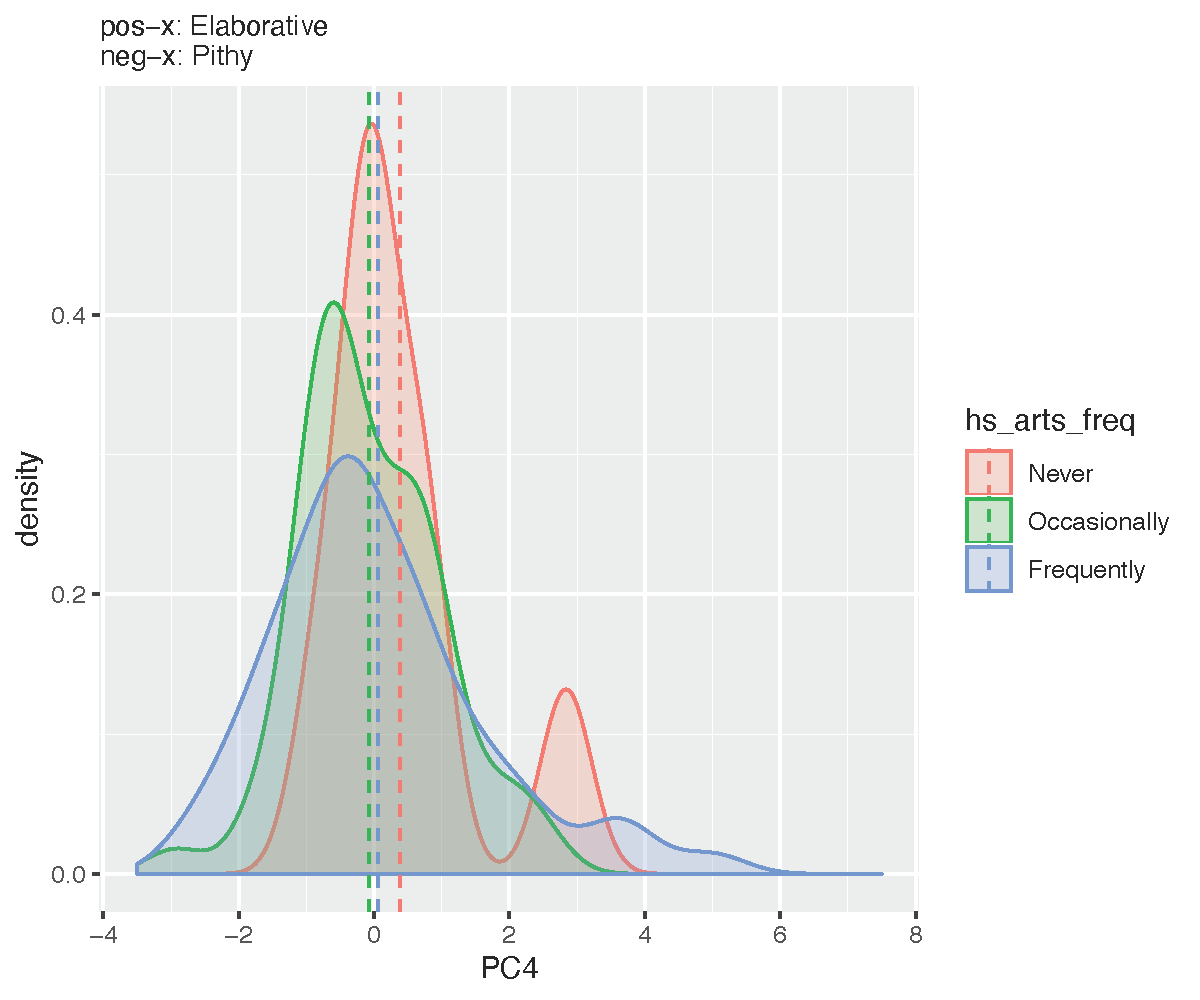 pos−x: Elaborative
neg−x: Pithy
density
0.4
0.2
0.0
−4
−2
0
2
4
6
8
PC4
hs_arts_freq
Never
Occasionally
Frequently